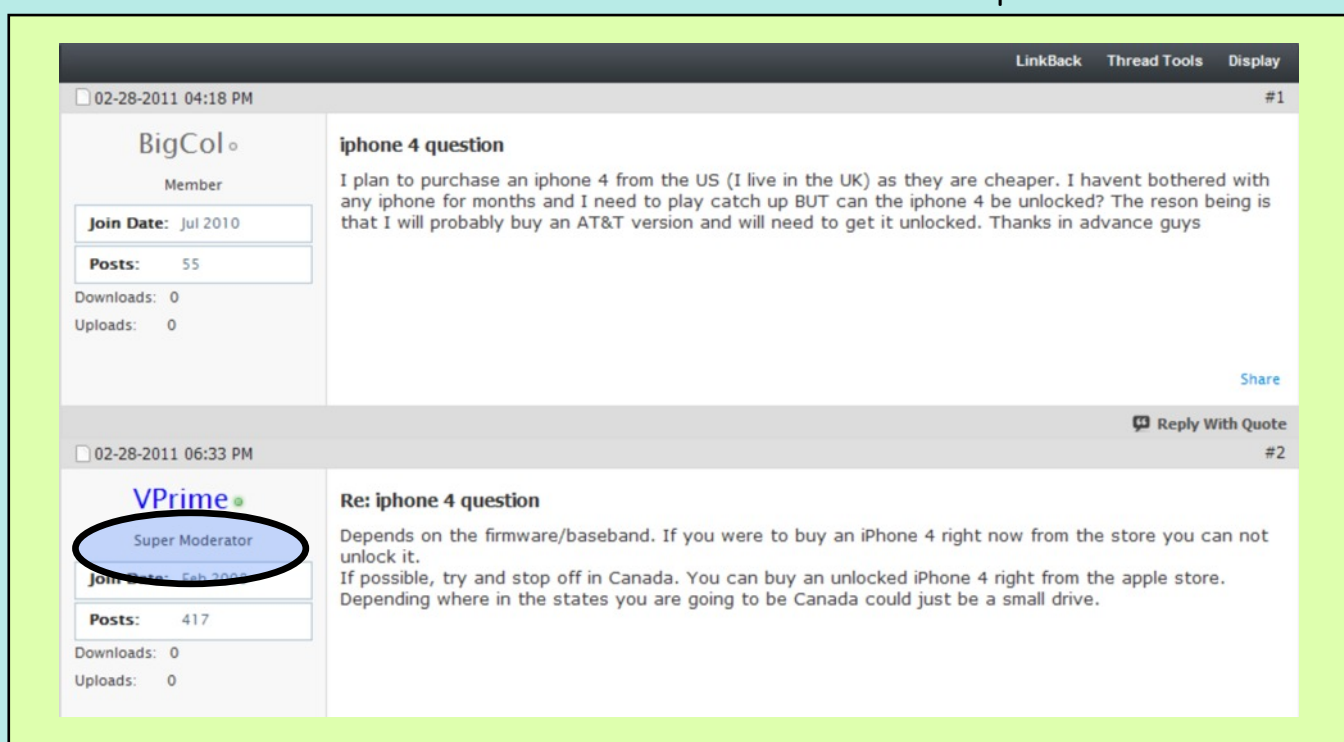 LinkBack Thread Tools Display
02-28-2011 04:18 PM #1
BigCol
Member
Join Date: Jul 2010
Posts: 55
Downloads: 0
Uploads: 0
iphone 4 question
I plan to purchase an iphone 4 from the US (I live in the UK) as they are cheaper. I havent bothered with
any iphone for months and I need to play catch up BUT can the iphone 4 be unlocked? The reson being is
that I will probably buy an AT&T version and will need to get it unlocked. Thanks in advance guys
Share
Reply With Quote
02-28-2011 06:33 PM #2
VPrime
Super Moderator
Join Date: Feb
Posts: 417
Downloads: 0
Uploads: 0
Re: iphone 4 question
Depends on the firmware/baseband. If you were to buy an iPhone 4 right now from the store you can not
unlock it.
If possible, try and stop off in Canada. You can buy an unlocked iPhone 4 right from the apple store.
Depending where in the states you are going to be Canada could just be a small drive.